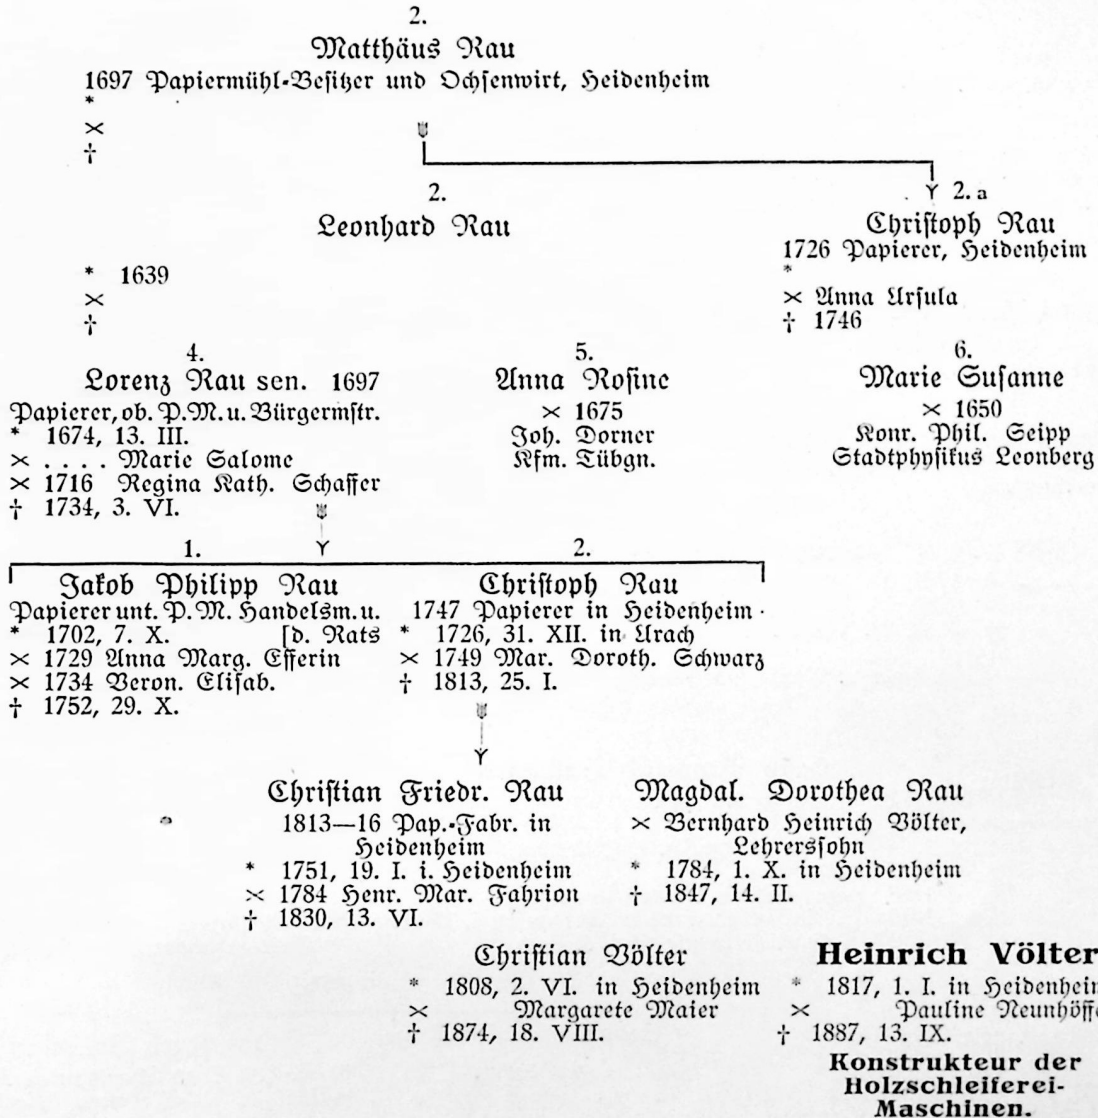 2.
Matthäus Rau
1697 Papiermühl-Besitzer und Ochsenwirt, Heidenheim
*
×
†
2.
Leonhard Rau
* 1639
×
†
2. a
Christoph Rau
1726 Papierer, Heidenheim
*
× Anna Ursula
† 1746
4.
Lorenz Rau sen. 1697
Papierer, ob. P.M. u. Bürgermstr.
* 1674, 13. III.
× . . . . Marie Salome
× 1716 Regina Kath. Schaffer
† 1734, 3. VI.
5.
Anna Rosine
× 1675
Joh. Dorner
Kfm. Tübgn.
6.
Marie Susanne
× 1650
Konr. Phil. Seipp
Stadtphysikus Leonberg
1.
Jakob Philipp Rau
Papierer unt. P.M. Handelsm. u.
* 1702, 7. X. [d. Rats
× 1729 Anna Marg. Efferin
× 1734 Veron. Elisab.
† 1752, 29. X.
2.
Christoph Rau
1747 Papierer in Heidenheim
* 1726, 31. XII. in Urach
× 1749 Mar. Doroth. Schwarz
† 1813, 25. I.
Christian Friedr. Rau
1813—16 Pap.-Fabr. in
Heidenheim
* 1751, 19. I. i. Heidenheim
× 1784 Henr. Mar. Fahrion
† 1830, 13. VI.
Magdal. Dorothea Rau
× Bernhard Heinrich Völter,
Lehrerssohn
* 1784, 1. X. in Heidenheim
† 1847, 14. II.
Christian Völter
* 1808, 2. VI. in Heidenheim
× Margarete Maier
† 1874, 18. VIII.
Heinrich Völter
* 1817, 1. I. in Heidenhei
× Pauline Neunhöff
† 1887, 13. IX.
Konstrukteur der
Holzschleiferei-
Maschinen.